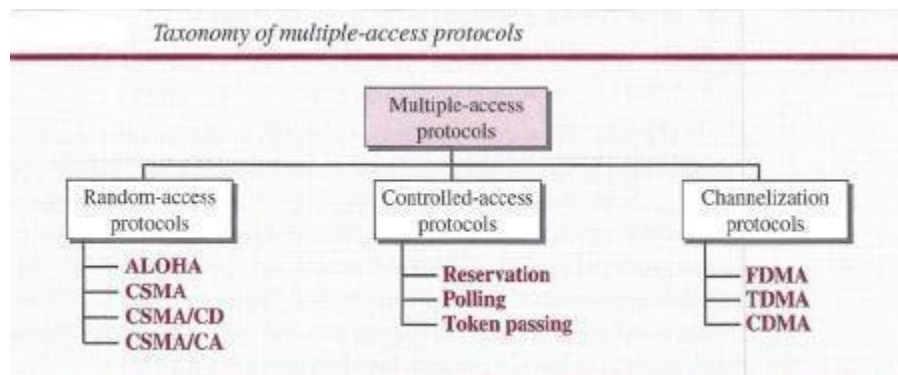 Taxonomy of multiple-access protocols
Multiple-access
protocols
Random-access
protocols
ALOHA
CSMA
CSMA/CD
CSMA/CA
Controlled-access
protocols
Reservation
Polling
Token passing
Channelization
protocols
FDMA
TDMA
CDMA